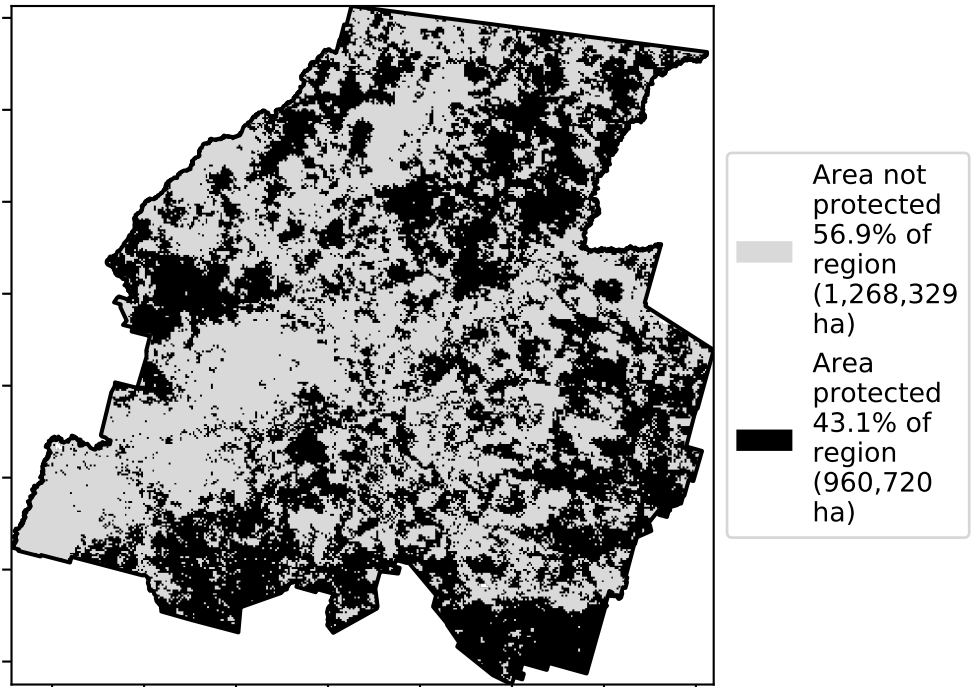 Area not
protected
56.9% of
region
(1,268,329
ha)
Area
protected
43.1% of
region
(960,720
ha)